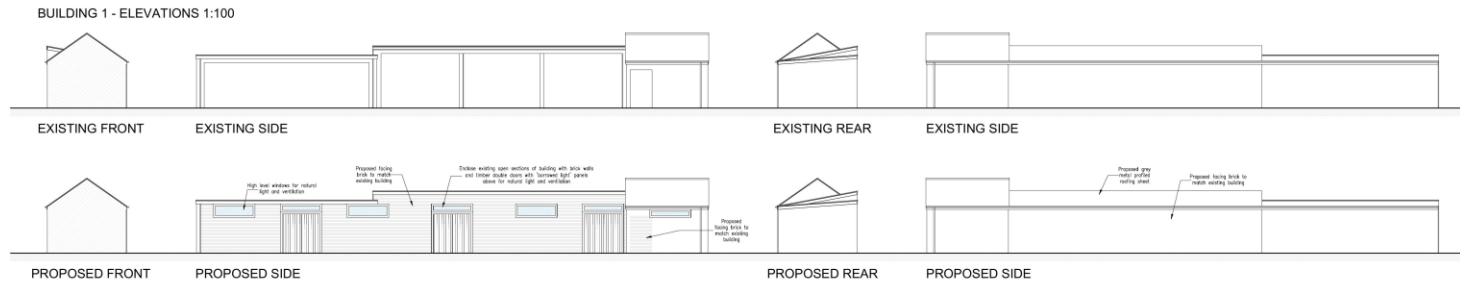 BUILDING 1 - ELEVATIONS 1:100
EXISTING FRONT
EXISTING SIDE
EXISTING REAR
EXISTING SIDE
High level windows for natural
light and ventilation
Proposed facing
brick to match
existing building
Enclose existing open sections of building with brick walls
and timber double doors with 'borrowed light' panels
above for natural light and ventilation
Proposed
facing brick to
match existing
building
Proposed grey
metal profiled
roofing sheet
Proposed facing brick to
match existing building
PROPOSED FRONT
PROPOSED SIDE
PROPOSED REAR
PROPOSED SIDE